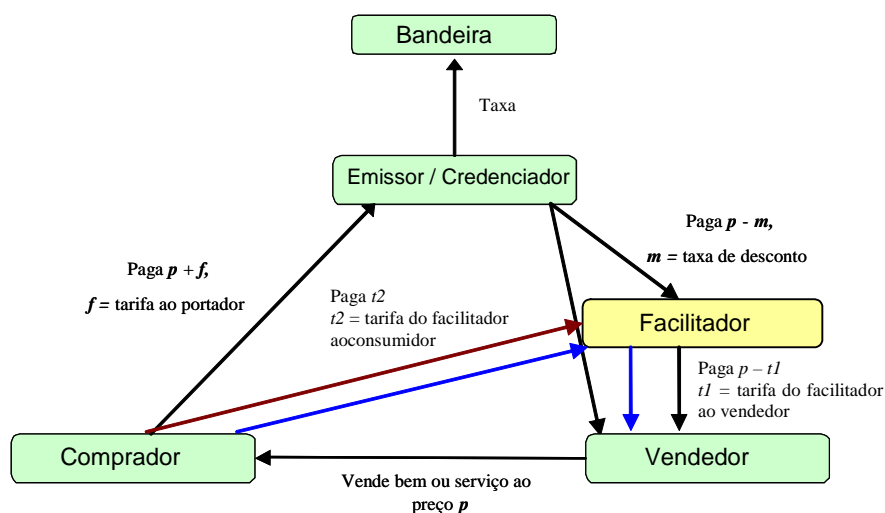 Bandeira
Taxa
Emissor / Credenciador
Paga p - m,
m = taxa de desconto
Paga p + f,
f = tarifa ao portador
Paga t2
t2 = tarifa do facilitador
aoconsumidor
Facilitador
Paga p – t1
t1 = tarifa do facilitador
ao vendedor
Comprador
Vendedor
Vende bem ou serviço ao
preço p